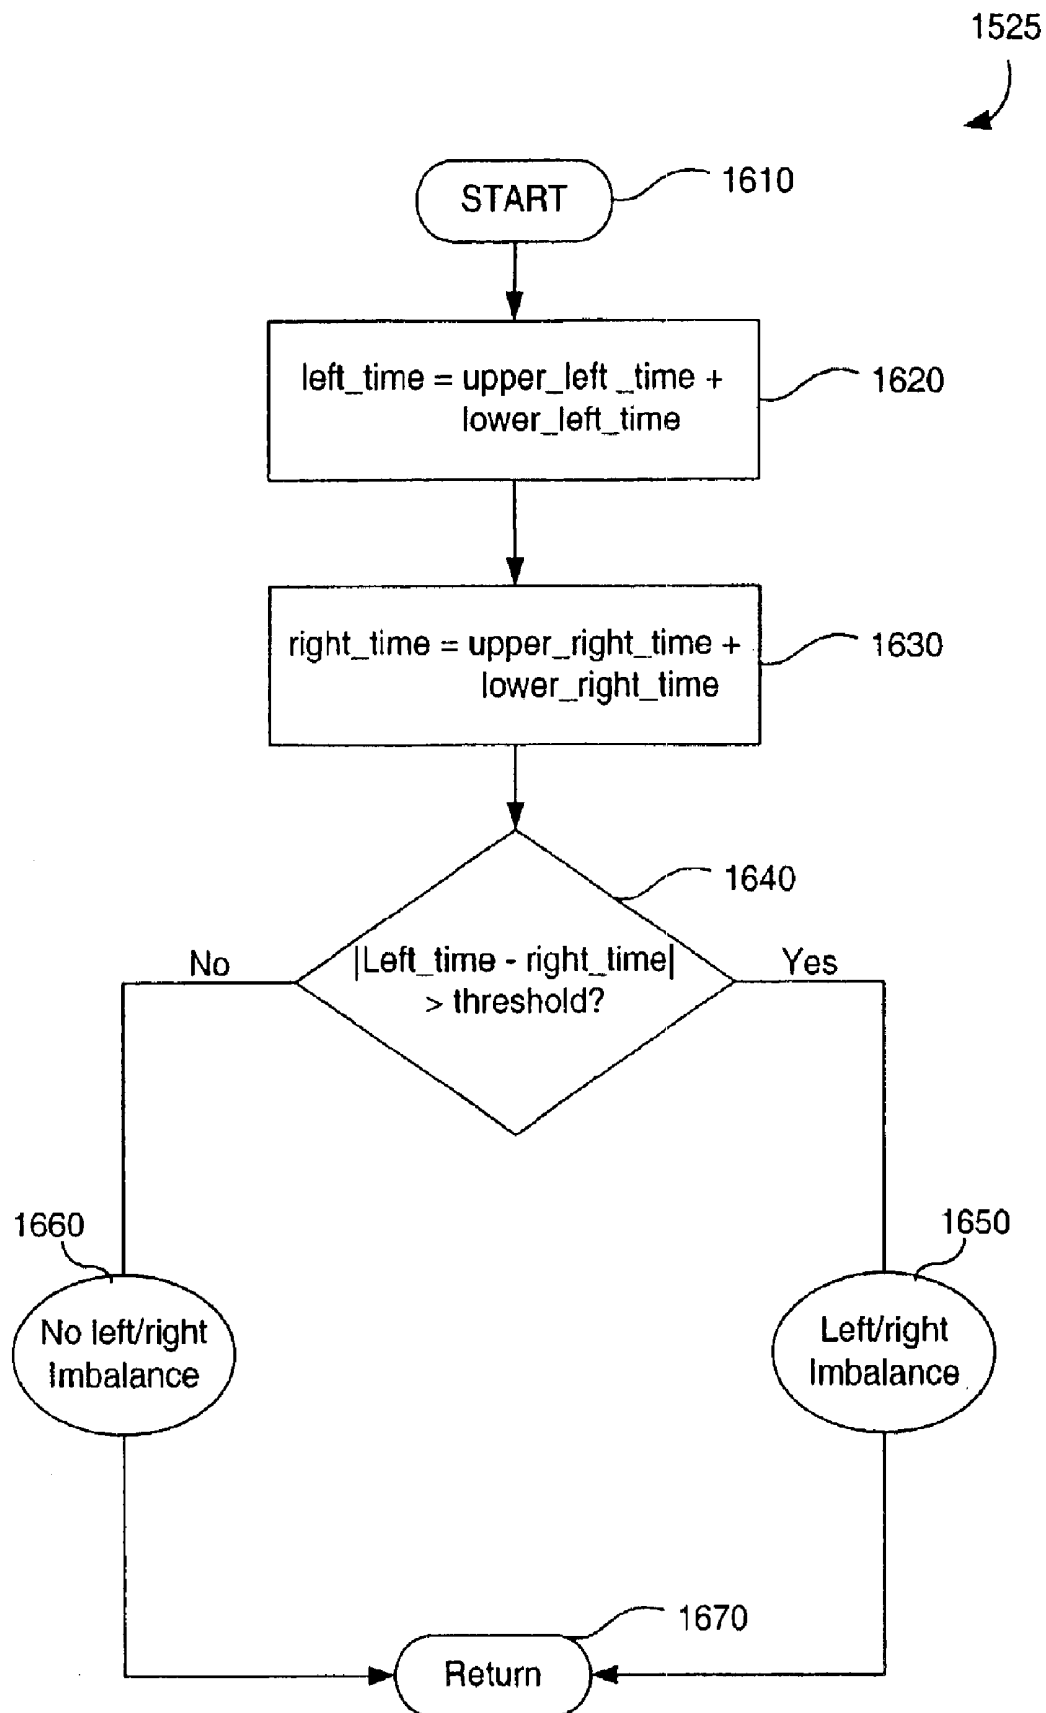 1525
START
1610
left_time = upper_left _time +
lower_left_time
1620
right_time = upper_right_time +
lower_right_time
1630
1640
|Left_time - right_time|
> threshold?
No
Yes
1660
1650
No left/right
Imbalance
Left/right
Imbalance
1670
Return